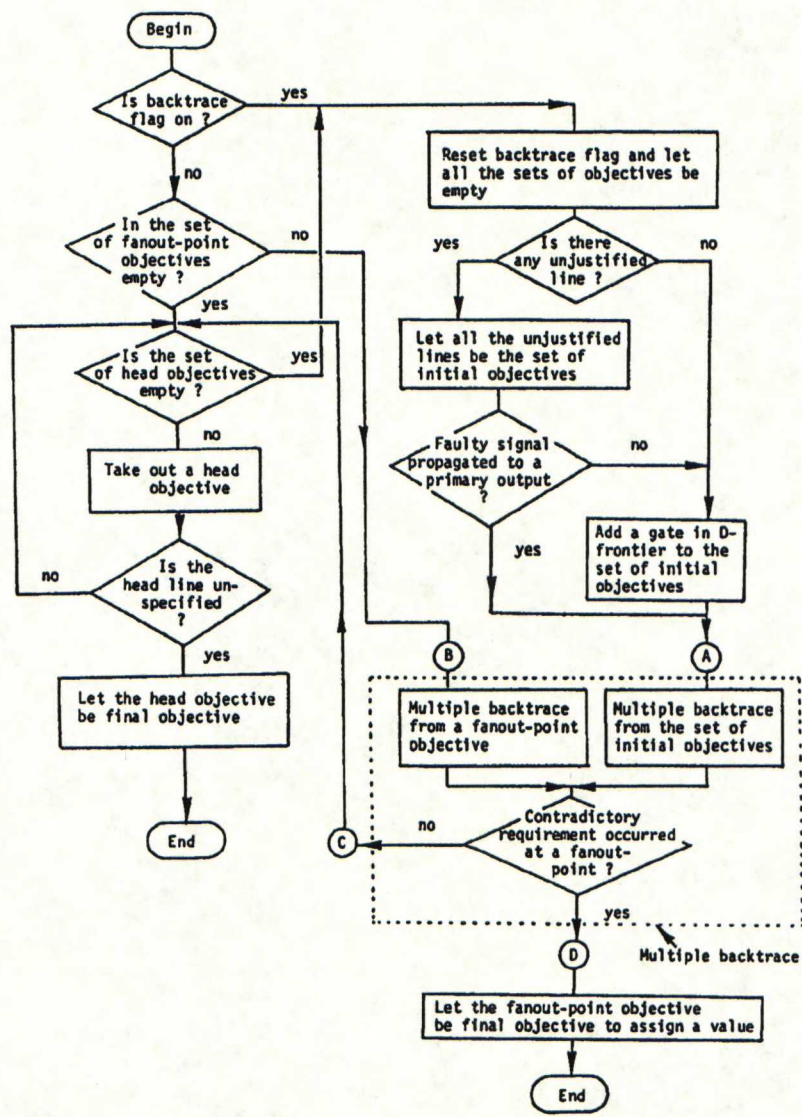 Begin
Is backtrace
flag on ?
yes
no
In the set
of fanout-point
objectives
empty ?
no
yes
Is the set
of head objectives
empty ?
yes
no
Take out a head
objective
Is the
head line un-
specified
?
no
yes
Let the head objective
be final objective
End
Reset backtrace flag and let
all the sets of objectives be
empty
Is there
any unjustified
line ?
yes
no
Let all the unjustified
lines be the set of
initial objectives
Faulty signal
propagated to a
primary output
?
no
yes
Add a gate in D-
frontier to the
set of initial
objectives
B
A
Multiple backtrace
from a fanout-point
objective
Multiple backtrace
from the set of
initial objectives
Contradictory
requirement occurred
at a fanout-
point ?
no
C
yes
D
Multiple backtrace
Let the fanout-point objective
be final objective to assign a value
End